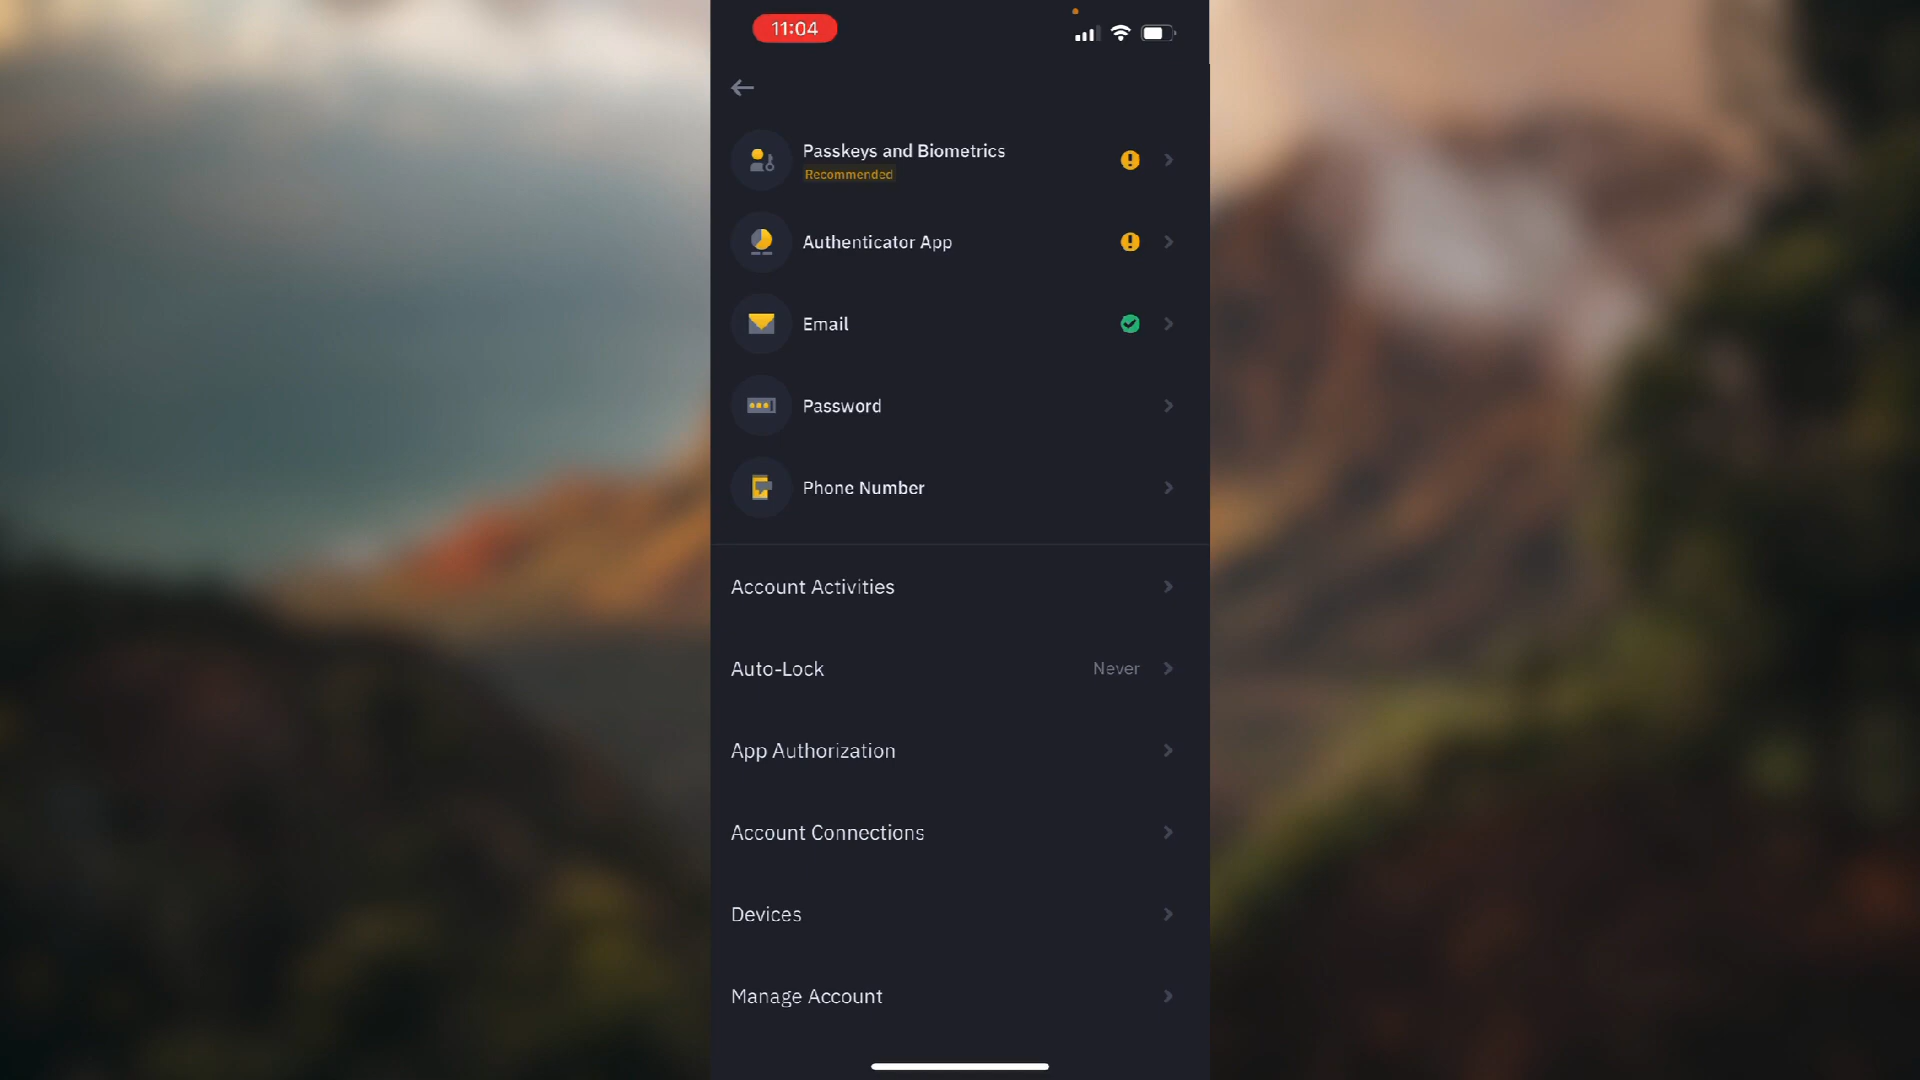 11:04
Passkeys and Biometrics
Recommended
Authenticator App
Email
Password
Phone Number
Account Activities
Auto-Lock Never
App Authorization
Account Connections
Devices
Manage Account